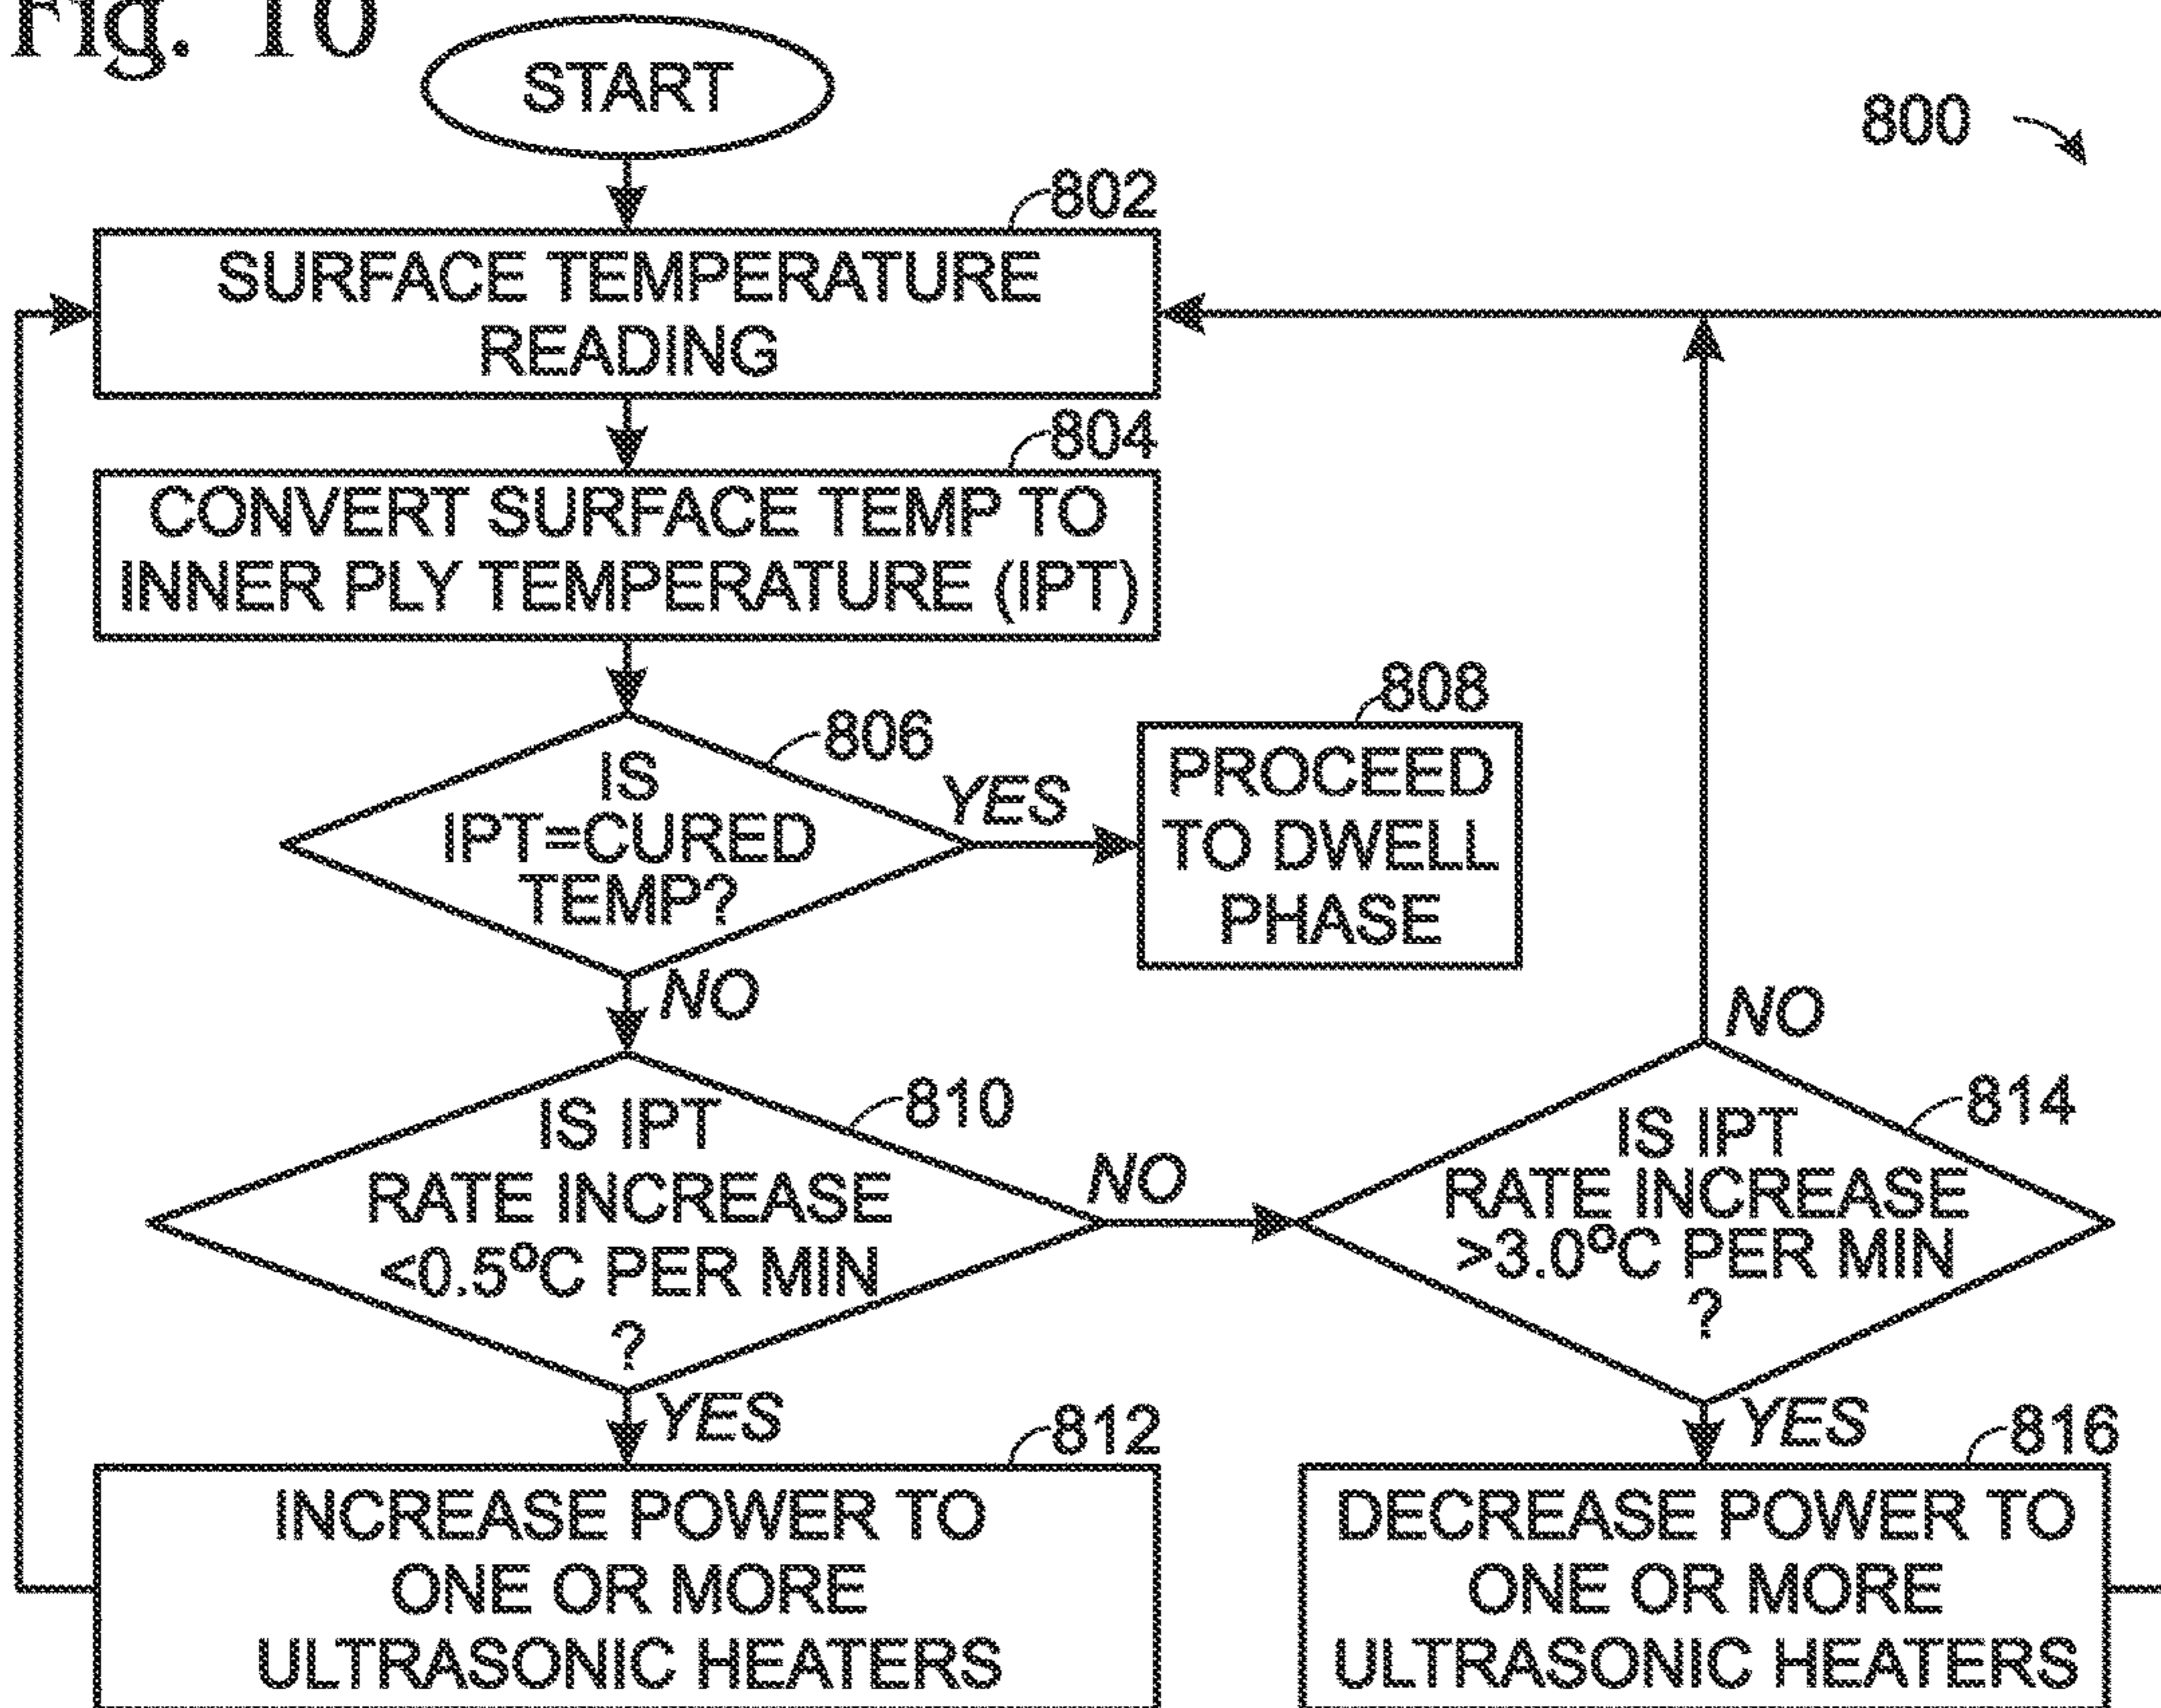 Fig. 10
START
800
802
SURFACE TEMPERATURE
READING
804
CONVERT SURFACE TEMP TO
INNER PLY TEMPERATURE (IPT)
806
IS
IPT=CURED
TEMP?
YES
808
PROCEED
TO DWELL
PHASE
NO
810
IS IPT
RATE INCREASE
<0.5ºC PER MIN
?
NO
NO
814
IS IPT
RATE INCREASE
>3.0ºC PER MIN
?
YES
812
INCREASE POWER TO
ONE OR MORE
ULTRASONIC HEATERS
YES
816
DECREASE POWER TO
ONE OR MORE
ULTRASONIC HEATERS